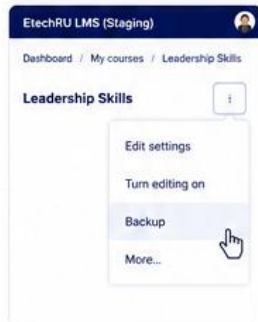 EtechRU LMS (Staging)
Dashboard / My courses / Leadership Skills
Leadership Skills
Edit settings
Turn editing on
Backup
More...